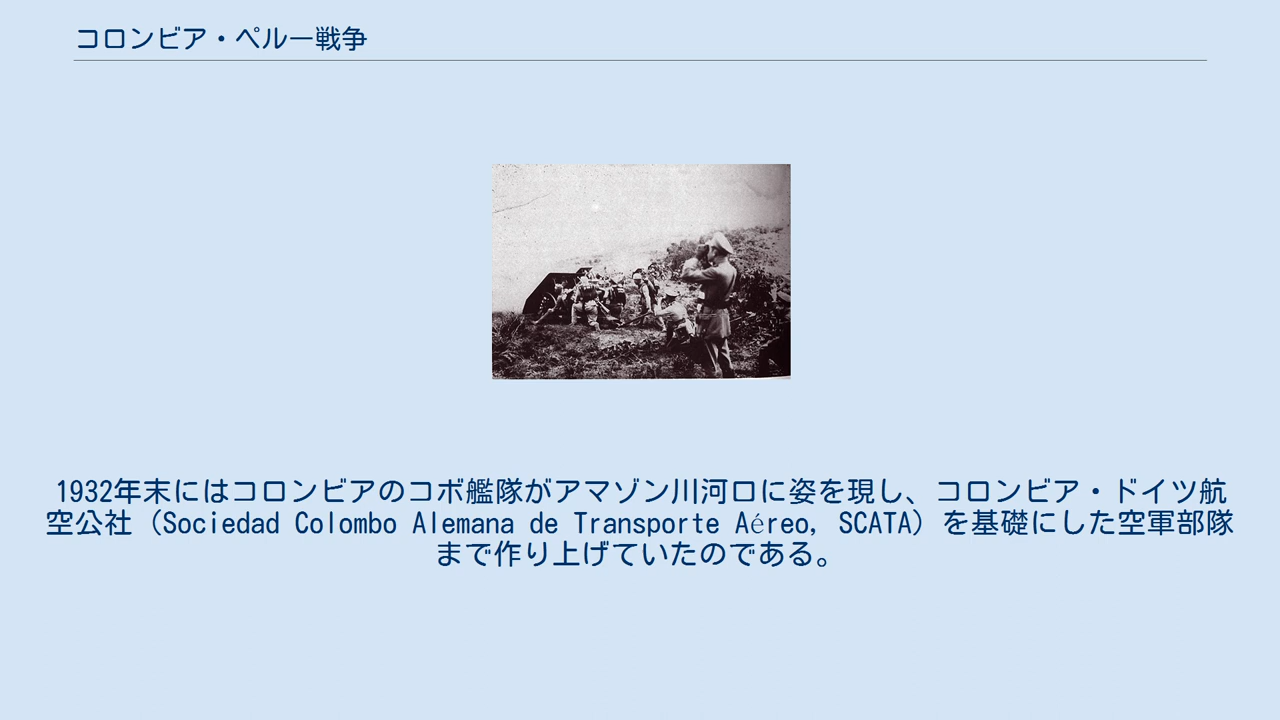 コロンビア・ペルー戦争
1932年末にはコロンビアのコボ艦隊がアマゾン川河口に姿を現し、コロンビア・ドイツ航
空公社（Sociedad Colombo Alemana de Transporte Aéreo, SCATA）を基礎にした空軍部隊
まで作り上げていたのである。